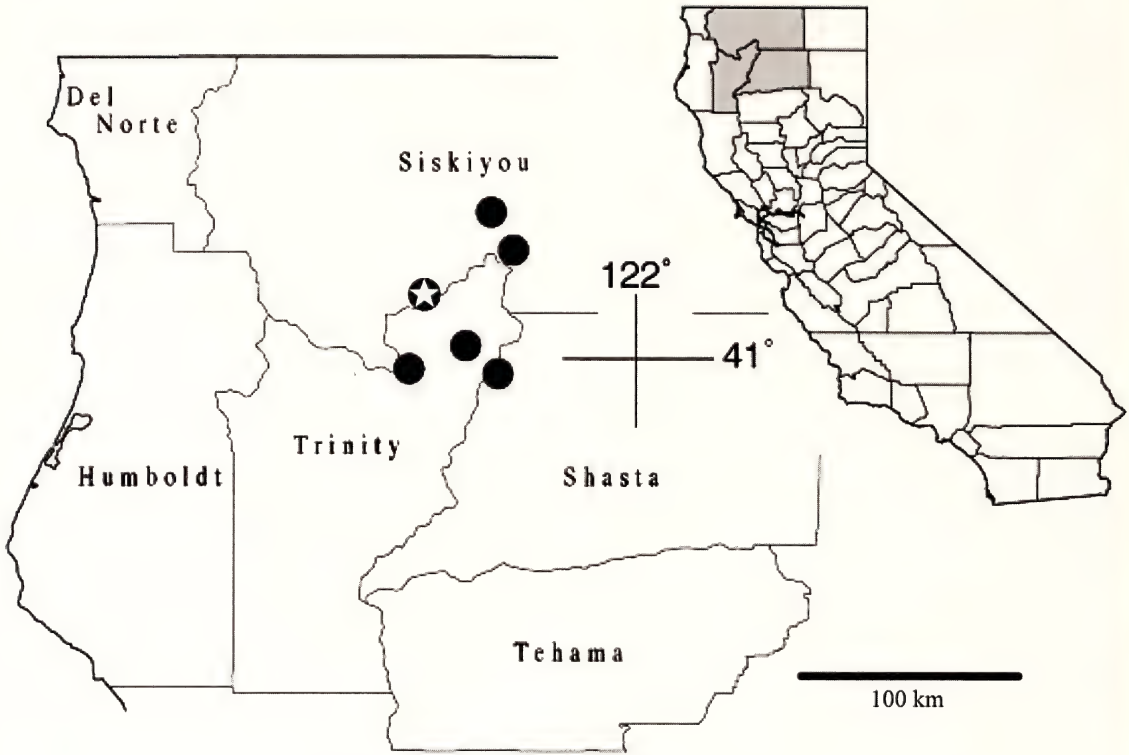 Del
Norte
Siskiyou
122°
41°
Trinity
Humboldt
Shasta
Tehama
100 km